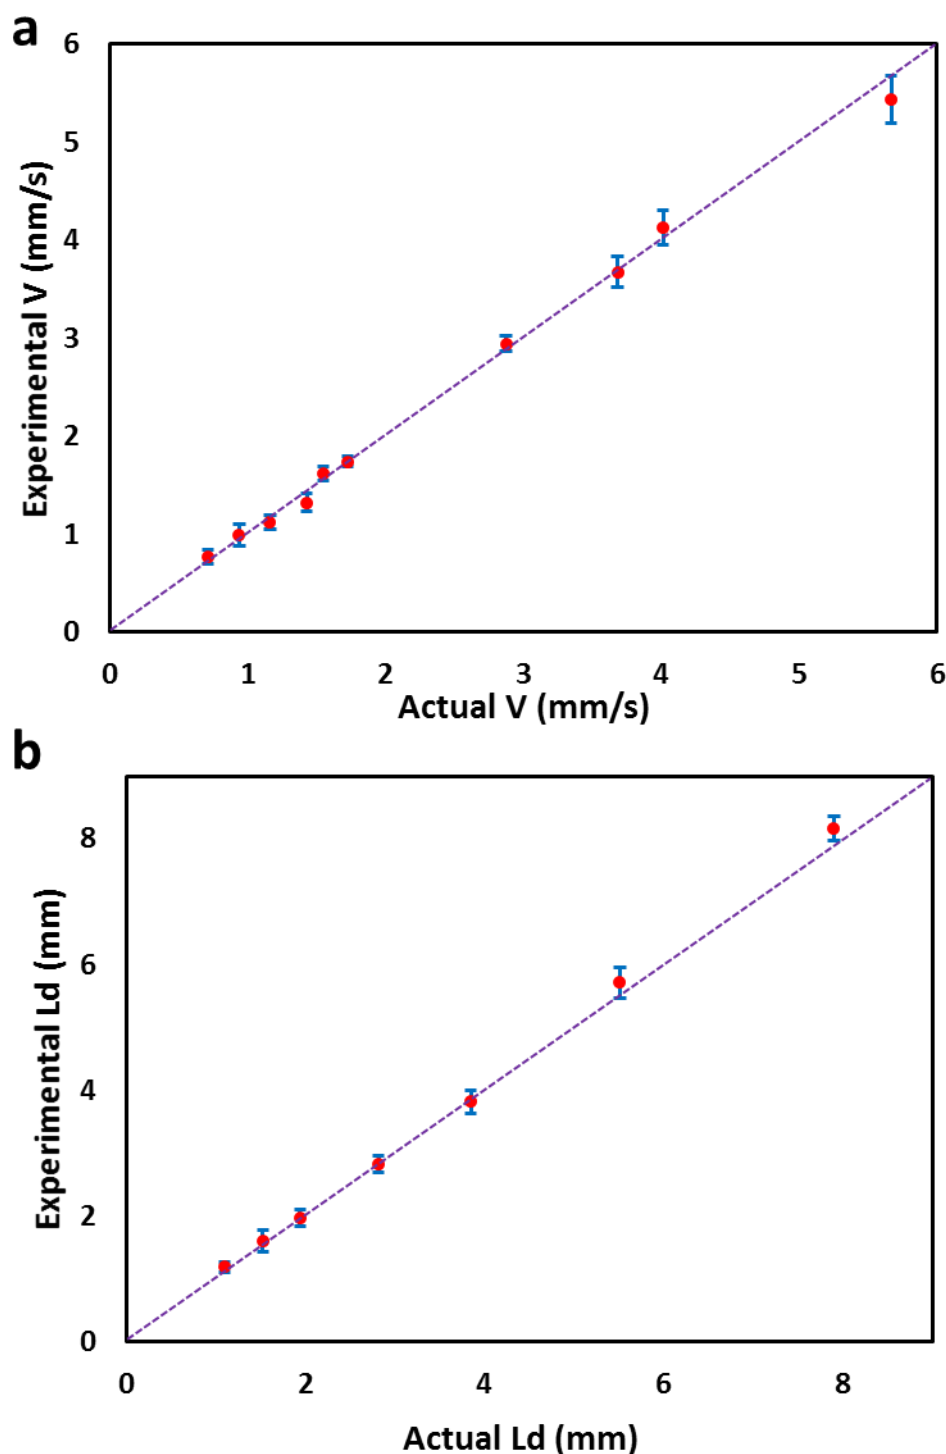 a
6
5
4
3
2
1
0
Experimental V (mm/s)
0 1 2 3 4 5 6
Actual V (mm/s)
b
8
6
4
2
0
Experimental Ld (mm)
0 2 4 6 8
Actual Ld (mm)